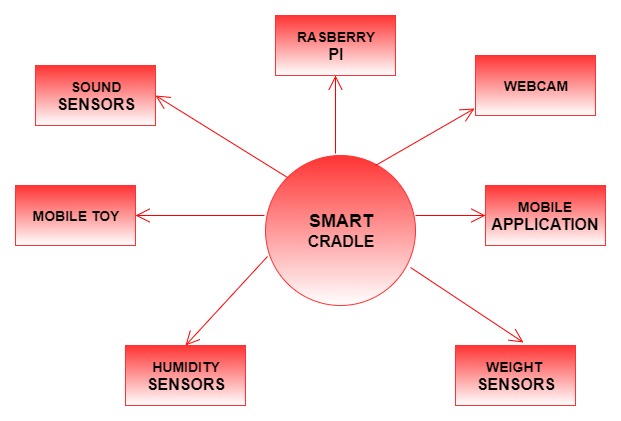 RASBERRY
PI
SOUND
SENSORS
WEBCAM
MOBILE TOY
SMART
CRADLE
MOBILE
APPLICATION
HUMIDITY
SENSORS
WEIGHT
SENSORS